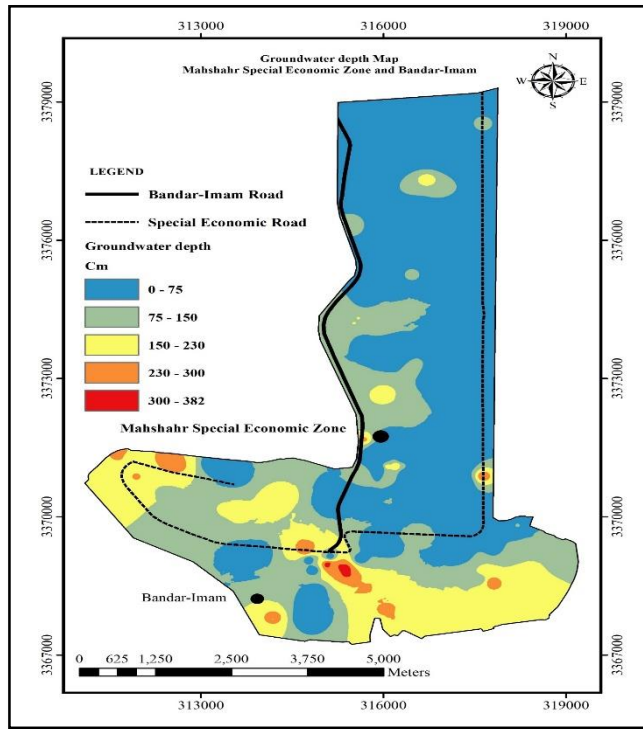 313000 316000 319000
Groundwater depth Map
Mahshahr Special Economic Zone and Bandar-Imam
N
W E
S
3379000 3379000
LEGEND
Bandar-Imam Road
Special Economic Road
3376000 3376000
Groundwater depth
Cm
0 - 75
75 - 150
150 - 230
230 - 300
300 - 382
3373000 3373000
Mahshahr Special Economic Zone
3370000 3370000
Bandar-Imam
3367000 3367000
0 625 1,250 2,500 3,750 5,000
Meters
313000 316000 319000